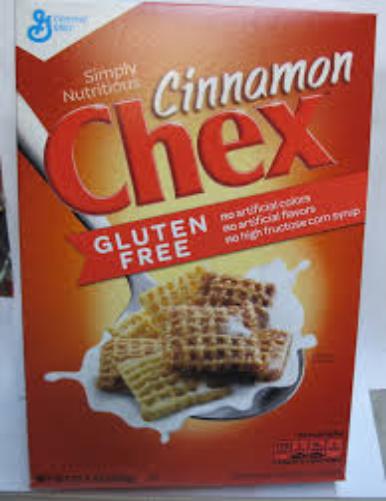 General
Mills
Simply
Nutritious
Cinnamon
Chex
GLUTEN
FREE
no artificial colors
no artificial flavors
no high fructose corn syrup